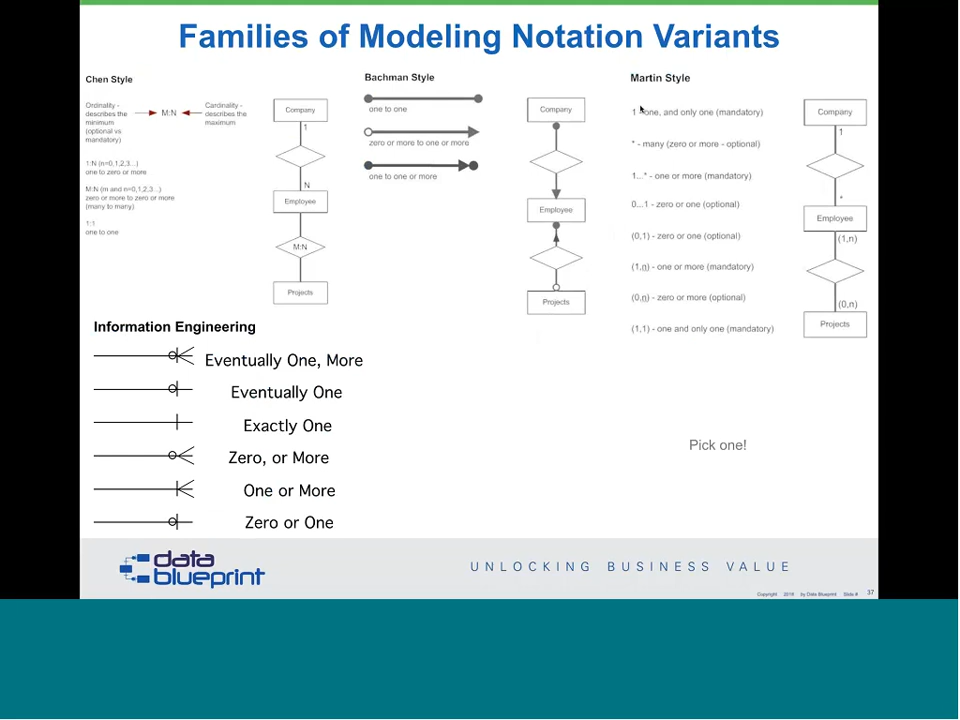 Families of Modeling Notation Variants
Chen Style
Ordinality -
describes the
minimum
(optional vs
mandatory)
M:N
Cardinality -
describes the
maximum
1:N (n=0,1,2,3...)
one to zero or more
M:N (m and n=0,1,2,3...)
zero or more to zero or more
(many to many)
1:1
one to one
Company
1
N
Employee
M:N
Projects
Bachman Style
one to one
zero or more to one or more
one to one or more
Company
Employee
Projects
Martin Style
1 - one, and only one (mandatory)
* - many (zero or more - optional)
1...* - one or more (mandatory)
0...1 - zero or one (optional)
(0,1) - zero or one (optional)
(1,n) - one or more (mandatory)
(0,n) - zero or more (optional)
(1,1) - one and only one (mandatory)
Company
1
*
Employee
(1,n)
(0,n)
Projects
Information Engineering
Eventually One, More
Eventually One
Exactly One
Zero, or More
One or More
Zero or One
Pick one!
data
blueprint
UNLOCKING BUSINESS VALUE
Copyright 2018 by Data Blueprint Slide # 37